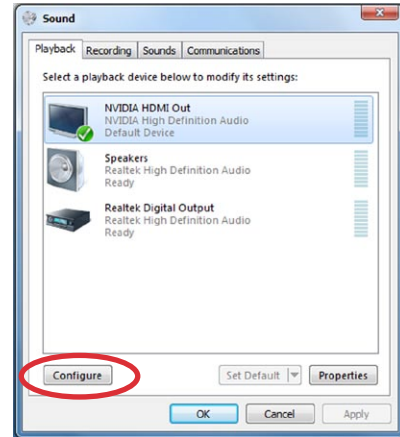 Sound
Playback Recording Sounds Communications
Select a playback device below to modify its settings:
NVIDIA HDMI Out
NVIDIA High Definition Audio
Default Device
Speakers
Realtek High Definition Audio
Ready
Realtek Digital Output
Realtek High Definition Audio
Ready
Configure Set Default Properties
OK Cancel Apply